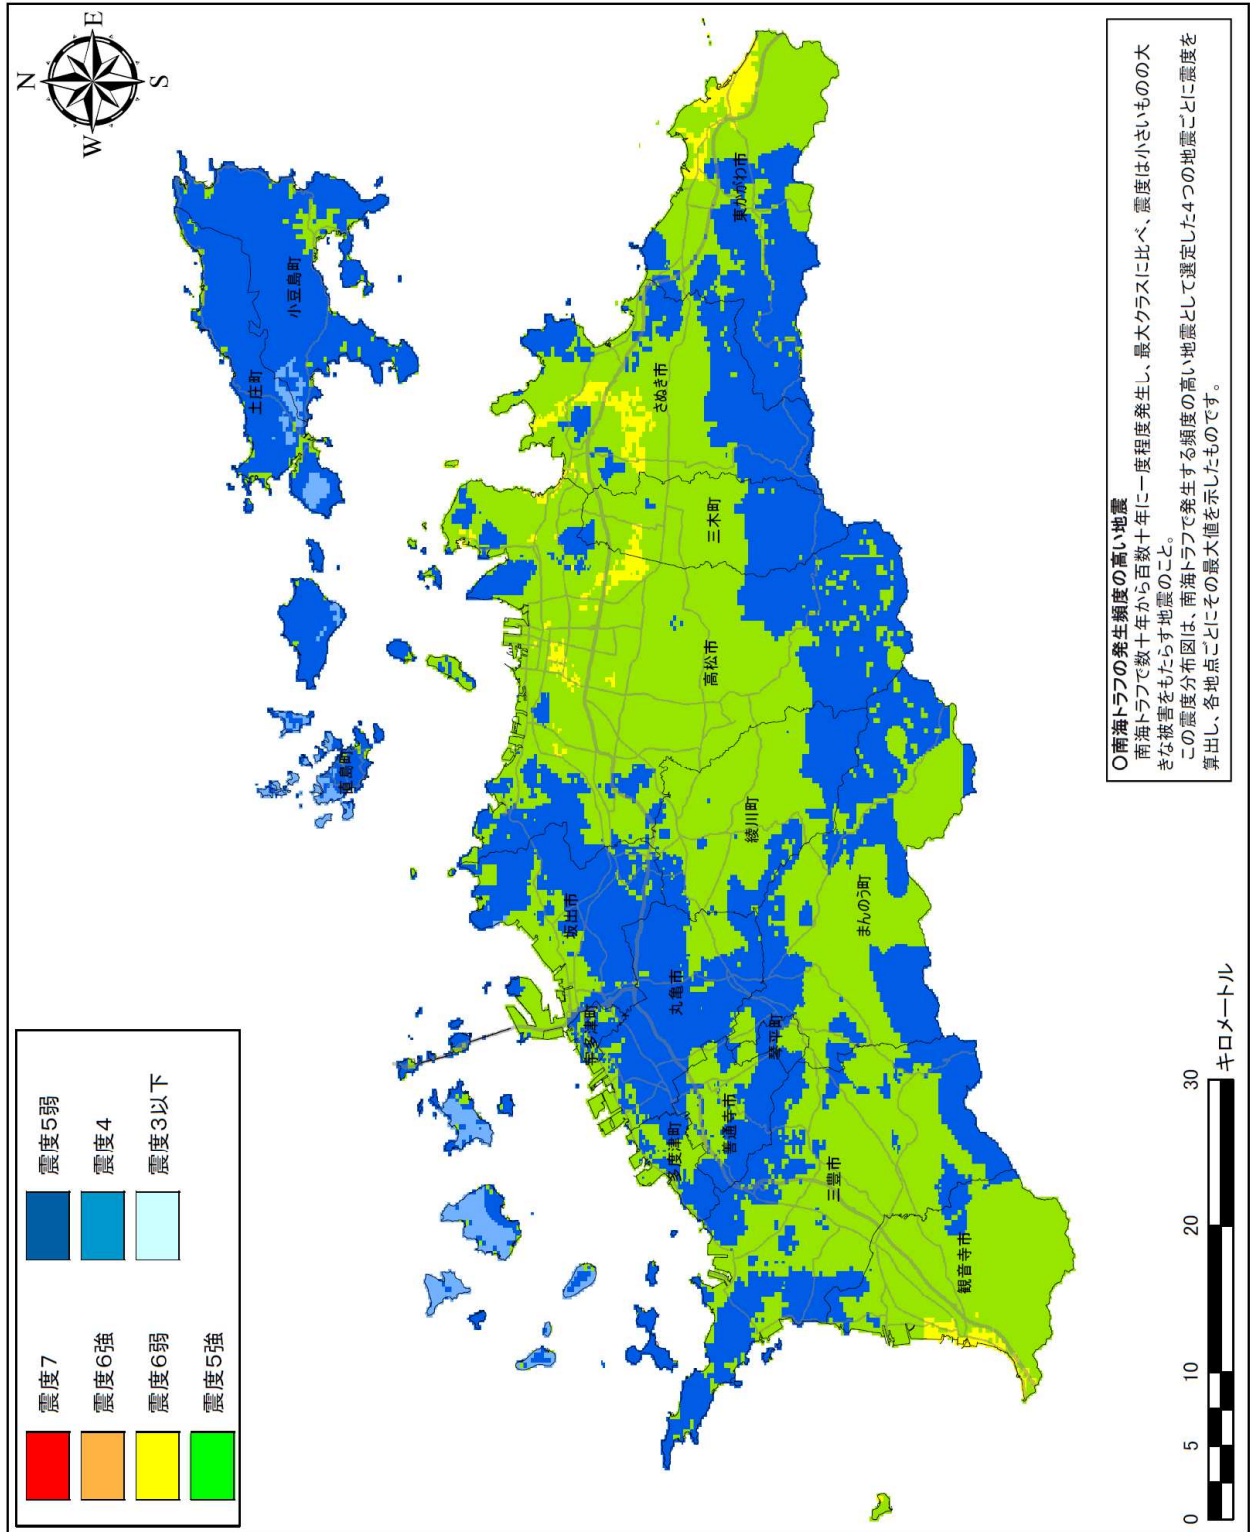 震度7
震度6強
震度6弱
震度5強
震度5弱
震度4
震度3以下
N
E
S
W
小豆島町
土庄町
直島町
東かがわ市
さぬき市
三木町
高松市
綾川町
坂出市
宇多津町
丸亀市
まんのう町
琴平町
善通寺市
多度津町
三豊市
観音寺市
0 5 10 20 30
キロメートル
○南海トラフの発生頻度の高い地震
南海トラフで数十年から百数十年に一度程度発生し、最大クラスに比べ、震度は小さいものの大
きな被害をもたらす地震のこと。
この震度分布図は、南海トラフで発生する頻度の高い地震として選定した4つの地震ごとに震度を
算出し、各地点ごとにその最大値を示したものです。